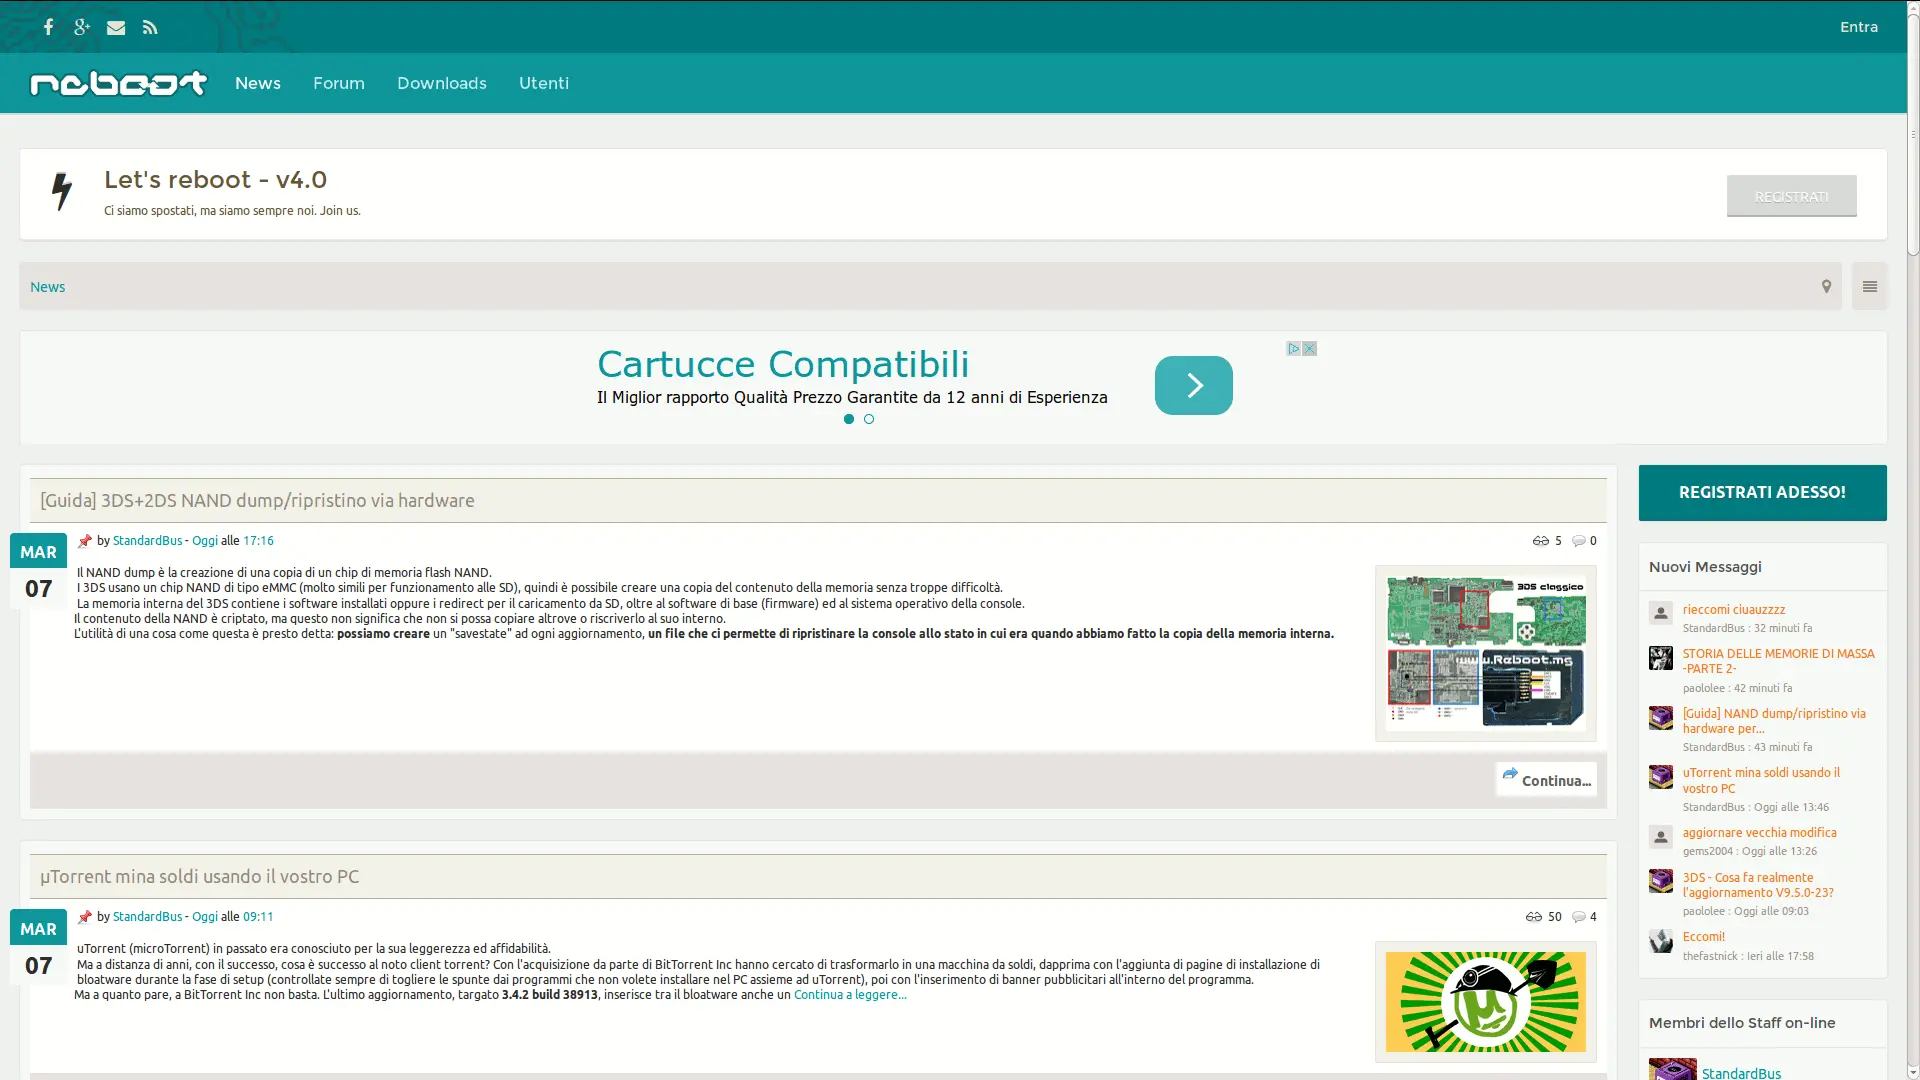 Entra
reboot
News
Forum
Downloads
Utenti
Let's reboot - v4.0
Ci siamo spostati, ma siamo sempre noi. Join us.
REGISTRATI
News
Cartucce Compatibili
Il Miglior rapporto Qualità Prezzo Garantite da 12 anni di Esperienza
[Guida] 3DS+2DS NAND dump/ripristino via hardware
MAR
07
by StandardBus - Oggi alle 17:16
5
0
Il NAND dump è la creazione di una copia di un chip di memoria flash NAND.
I 3DS usano un chip NAND di tipo eMMC (molto simili per funzionamento alle SD), quindi è possibile creare una copia del contenuto della memoria senza troppe difficoltà.
La memoria interna del 3DS contiene i software installati oppure i redirect per il caricamento da SD, oltre al software di base (firmware) ed al sistema operativo della console.
Il contenuto della NAND è criptato, ma questo non significa che non si possa copiare altrove o riscriverlo al suo interno.
L'utilità di una cosa come questa è presto detta: possiamo creare un "savestate" ad ogni aggiornamento, un file che ci permette di ripristinare la console allo stato in cui era quando abbiamo fatto la copia della memoria interna.
3DS classico
www.Reboot.ms
Continua...
µTorrent mina soldi usando il vostro PC
MAR
07
by StandardBus - Oggi alle 09:11
50
4
uTorrent (microTorrent) in passato era conosciuto per la sua leggerezza ed affidabilità.
Ma a distanza di anni, con il successo, cosa è successo al noto client torrent? Con l'acquisizione da parte di BitTorrent Inc hanno cercato di trasformarlo in una macchina da soldi, dapprima con l'aggiunta di pagine di installazione di
bloatware durante la fase di setup (controllate sempre di togliere le spunte dai programmi che non volete installare nel PC assieme ad uTorrent), poi con l'inserimento di banner pubblicitari all'interno del programma.
Ma a quanto pare, a BitTorrent Inc non basta. L'ultimo aggiornamento, targato 3.4.2 build 38913, inserisce tra il bloatware anche un Continua a leggere...
REGISTRATI ADESSO!
Nuovi Messaggi
rieccomi ciuauzzzz
StandardBus : 32 minuti fa
STORIA DELLE MEMORIE DI MASSA
-PARTE 2-
paololee : 42 minuti fa
[Guida] NAND dump/ripristino via
hardware per...
StandardBus : 43 minuti fa
uTorrent mina soldi usando il
vostro PC
StandardBus : Oggi alle 13:46
aggiornare vecchia modifica
gems2004 : Oggi alle 13:26
3DS - Cosa fa realmente
l'aggiornamento V9.5.0-23?
paololee : Oggi alle 09:03
Eccomi!
thefastnick : Ieri alle 17:58
Membri dello Staff on-line
StandardBus